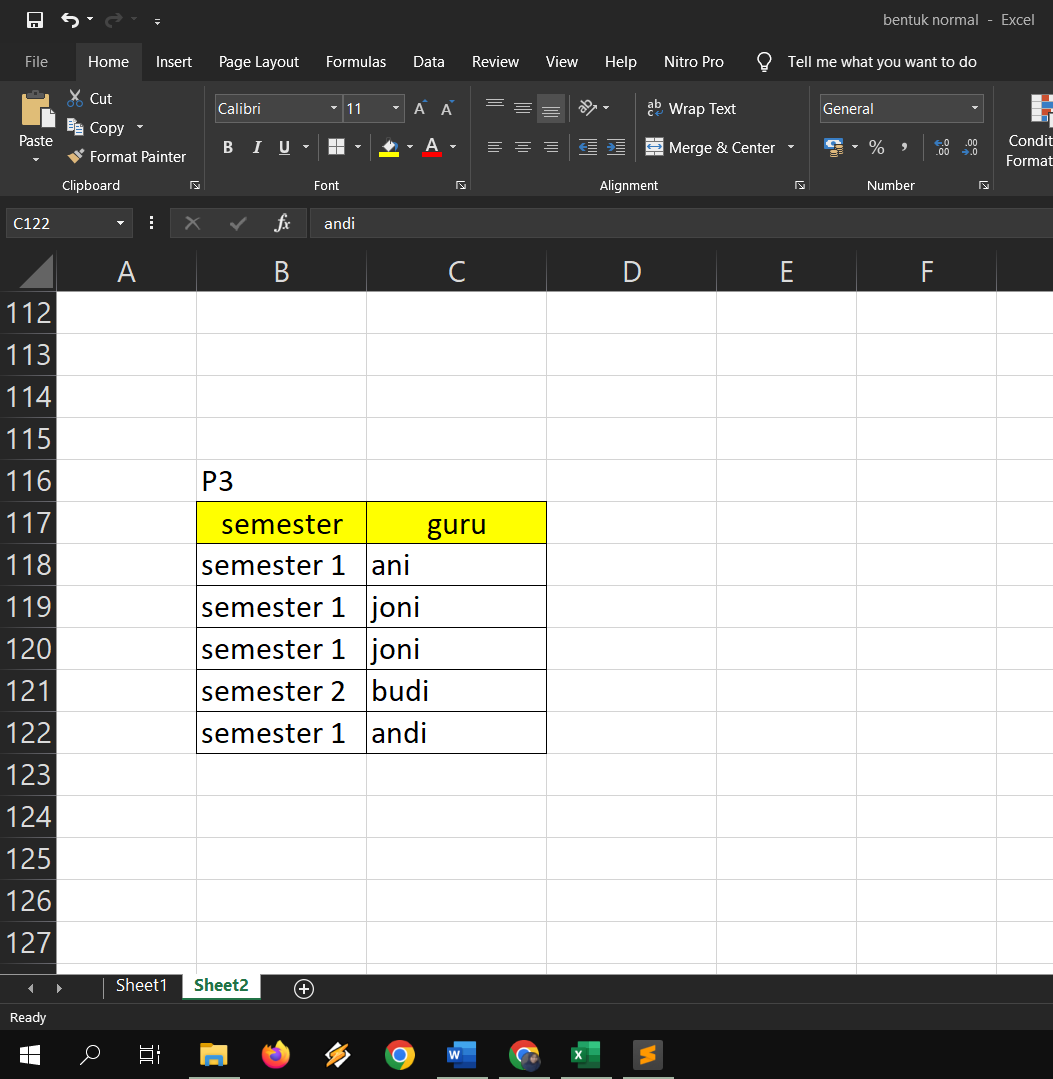 bentuk normal - Excel
File Home Insert Page Layout Formulas Data Review View Help Nitro Pro Tell me what you want to do
Paste
Cut
Copy
Format Painter
Clipboard
Calibri 11
B I U A
Font
Wrap Text
Merge & Center
Alignment
General
% ,
Number
Condit
Format
C122 fx andi
A B C D E F
112
113
114
115
116 P3
117 semester guru
118 semester 1 ani
119 semester 1 joni
120 semester 1 joni
121 semester 2 budi
122 semester 1 andi
123
124
125
126
127
Sheet1 Sheet2
Ready